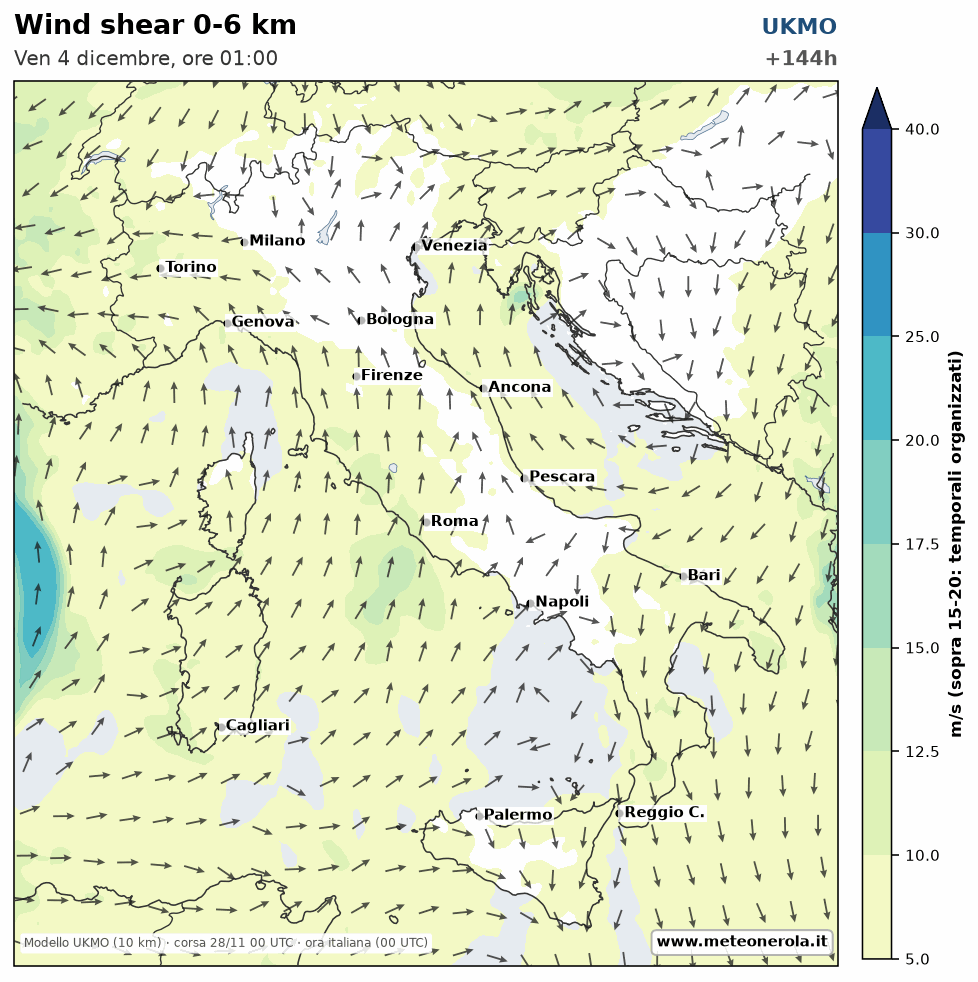 Wind shear 0-6 km
UKMO
Ven 4 dicembre, ore 01:00
+144h
40.0
30.0
25.0
20.0
17.5
15.0
12.5
10.0
5.0
m/s (sopra 15-20: temporali organizzati)
Milano
Venezia
Torino
Genova
Bologna
Firenze
Ancona
Pescara
Roma
Bari
Napoli
Cagliari
Palermo
Reggio C.
Modello UKMO (10 km) · corsa 28/11 00 UTC · ora italiana (00 UTC)
www.meteonerola.it